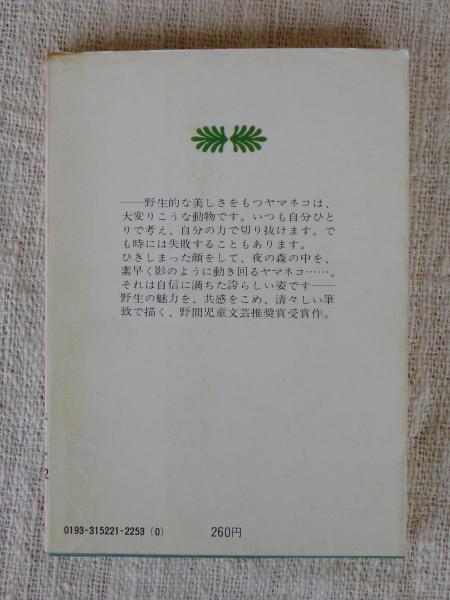 ――野生的な美しさをもつヤマネコは、
大変りこうな動物です。いつも自分ひと
りで考え、自分の力で切り抜けます。で
も時には失敗することもあります。
ひきしまった顔をして、夜の森の中を、
素早く影のように動き回るヤマネコ……。
それは自信に満ちた誇らしい姿です――
野生の魅力を、共感をこめ、清々しい筆
致で描く、野間児童文芸推奨賞受賞作。
2
0193-315221-2253 (0)
260円